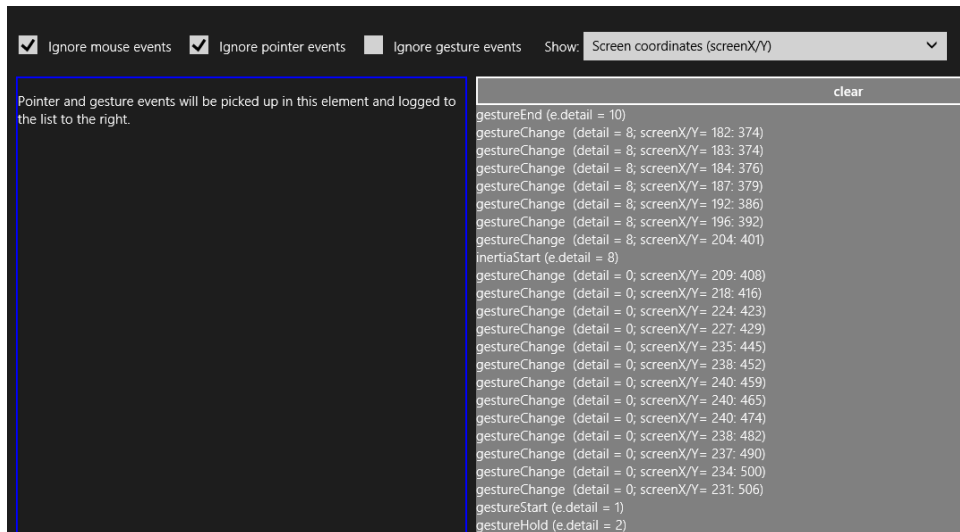 Ignore mouse events Ignore pointer events Ignore gesture events Show: Screen coordinates (screenX/Y)
Pointer and gesture events will be picked up in this element and logged to
the list to the right.
clear
gestureEnd (e.detail = 10)
gestureChange (detail = 8; screenX/Y= 182: 374)
gestureChange (detail = 8; screenX/Y= 183: 374)
gestureChange (detail = 8; screenX/Y= 184: 376)
gestureChange (detail = 8; screenX/Y= 187: 379)
gestureChange (detail = 8; screenX/Y= 192: 386)
gestureChange (detail = 8; screenX/Y= 196: 392)
gestureChange (detail = 8; screenX/Y= 204: 401)
inertiaStart (e.detail = 8)
gestureChange (detail = 0; screenX/Y= 209: 408)
gestureChange (detail = 0; screenX/Y= 218: 416)
gestureChange (detail = 0; screenX/Y= 224: 423)
gestureChange (detail = 0; screenX/Y= 227: 429)
gestureChange (detail = 0; screenX/Y= 235: 445)
gestureChange (detail = 0; screenX/Y= 238: 452)
gestureChange (detail = 0; screenX/Y= 240: 459)
gestureChange (detail = 0; screenX/Y= 240: 465)
gestureChange (detail = 0; screenX/Y= 240: 474)
gestureChange (detail = 0; screenX/Y= 238: 482)
gestureChange (detail = 0; screenX/Y= 237: 490)
gestureChange (detail = 0; screenX/Y= 234: 500)
gestureChange (detail = 0; screenX/Y= 231: 506)
gestureStart (e.detail = 1)
gestureHold (e.detail = 2)